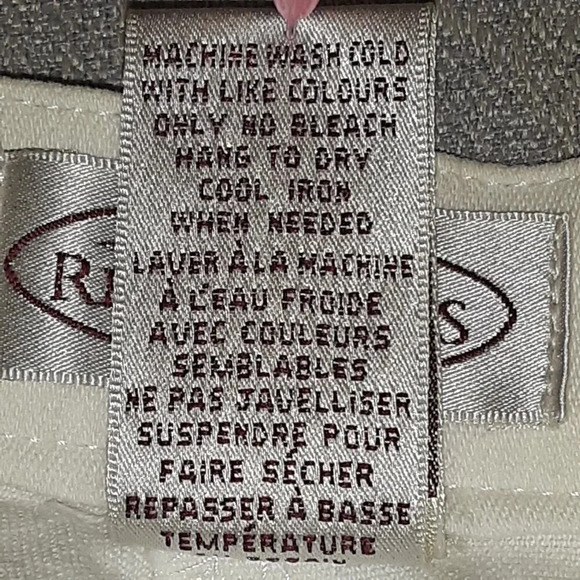 MACHINE WASH COLD
WITH LIKE COLOURS
ONLY NO BLEACH
HANG TO DRY
COOL IRON
WHEN NEEDED
LAVER À LA MACHINE
À L'EAU FROIDE
AVEC COULEURS
SEMBLABLES
NE PAS JAVELLISER
SUSPENDRE POUR
FAIRE SÉCHER
REPASSER À BASSE
TEMPÉRATURE